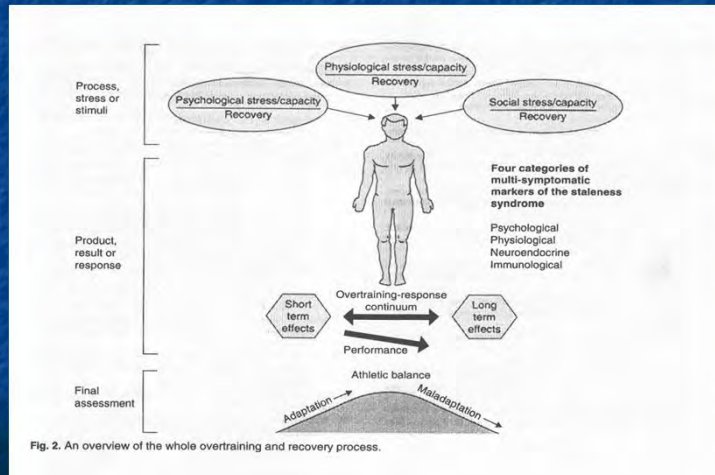 Process,
stress or
stimuli
Physiological stress/capacity
Recovery
Psychological stress/capacity
Recovery
Social stress/capacity
Recovery
Product,
result or
response
Four categories of
multi-symptomatic
markers of the staleness
syndrome
Psychological
Physiological
Neuroendocrine
Immunological
Short
term
effects
Overtraining-response
continuum
Long
term
effects
Performance
Final
assessment
Athletic balance
Adaptation
Maladaptation
Fig. 2. An overview of the whole overtraining and recovery process.